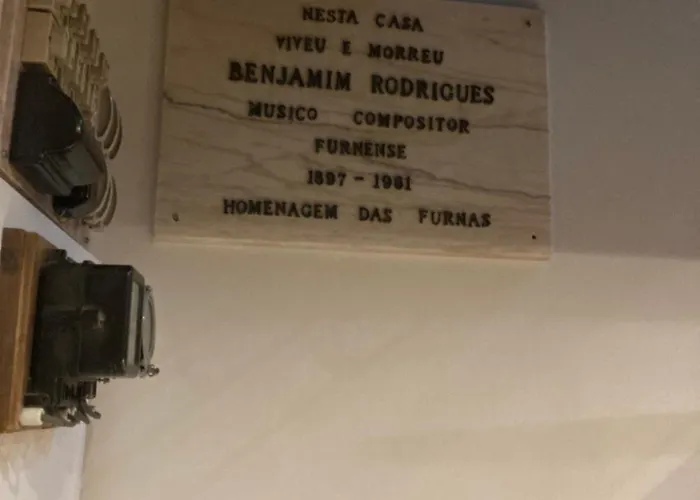 NESTA CASA
VIVEU E MORREU
BENJAMIM RODRIGUES
MUSICO COMPOSITOR
FURNENSE
1897 - 1981
HOMENAGEM DAS FURNAS